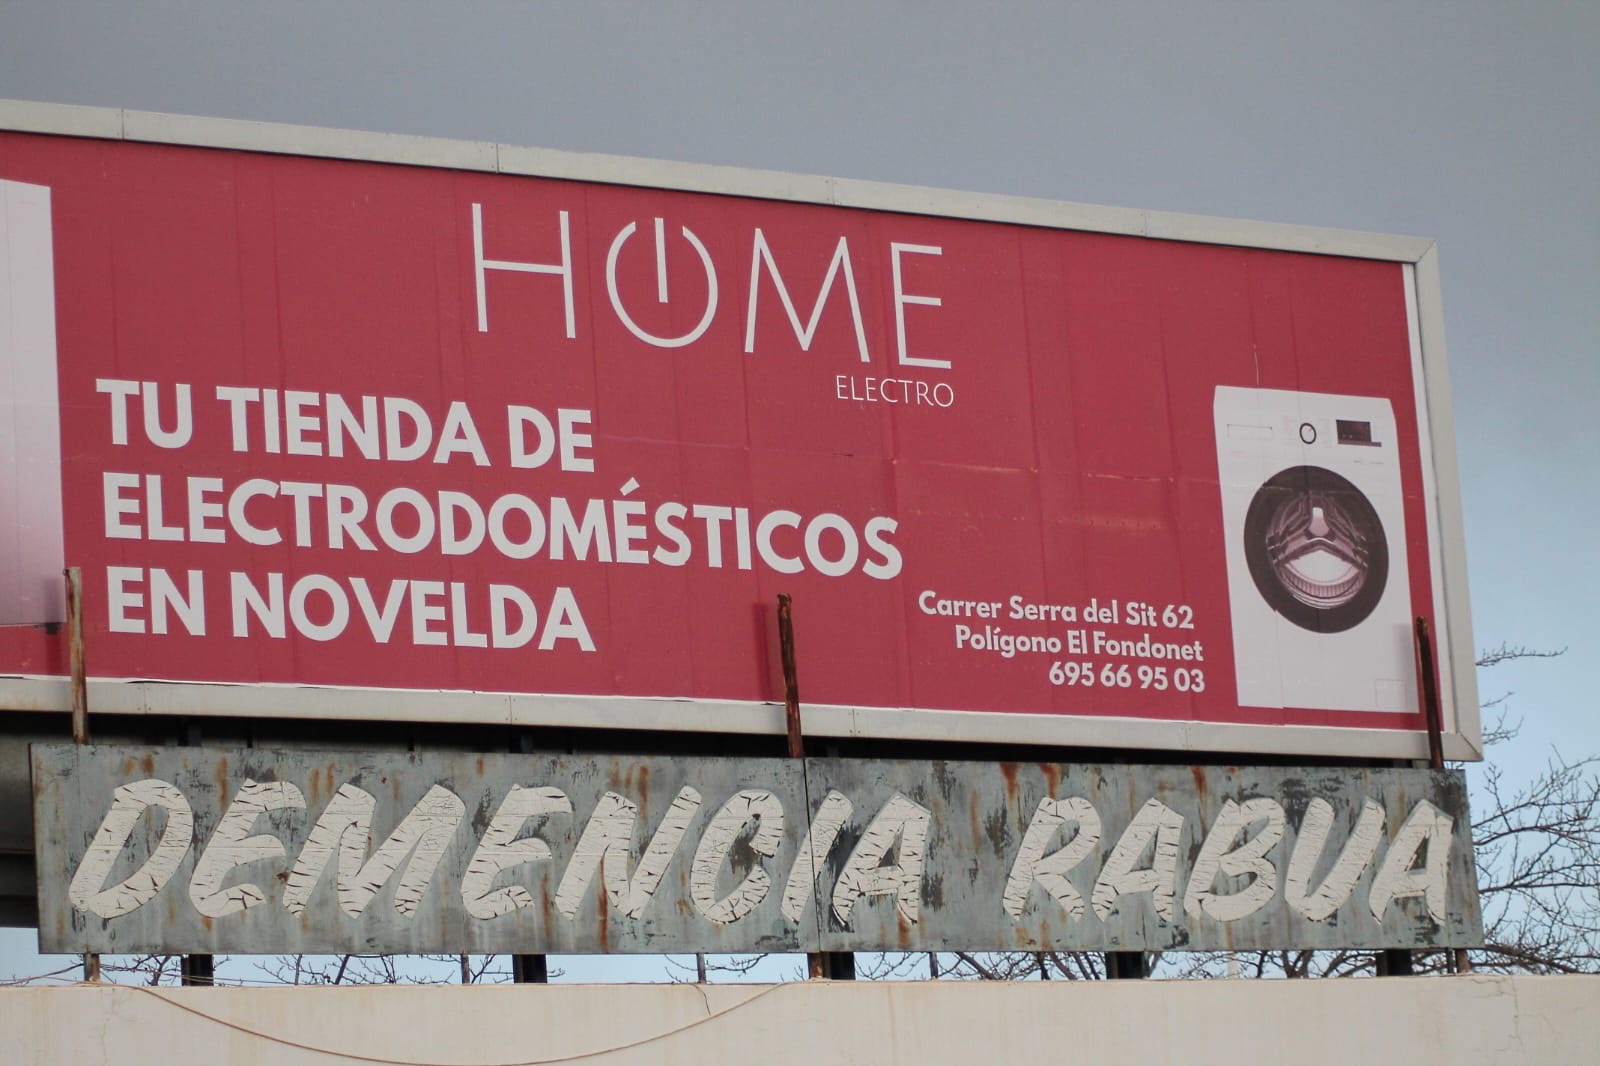 HOME
ELECTRO
TU TIENDA DE
ELECTRODOMÉSTICOS
EN NOVELDA
Carrer Serra del Sit 62
Polígono El Fondonet
695 66 95 03
DEMENCIA RABUA